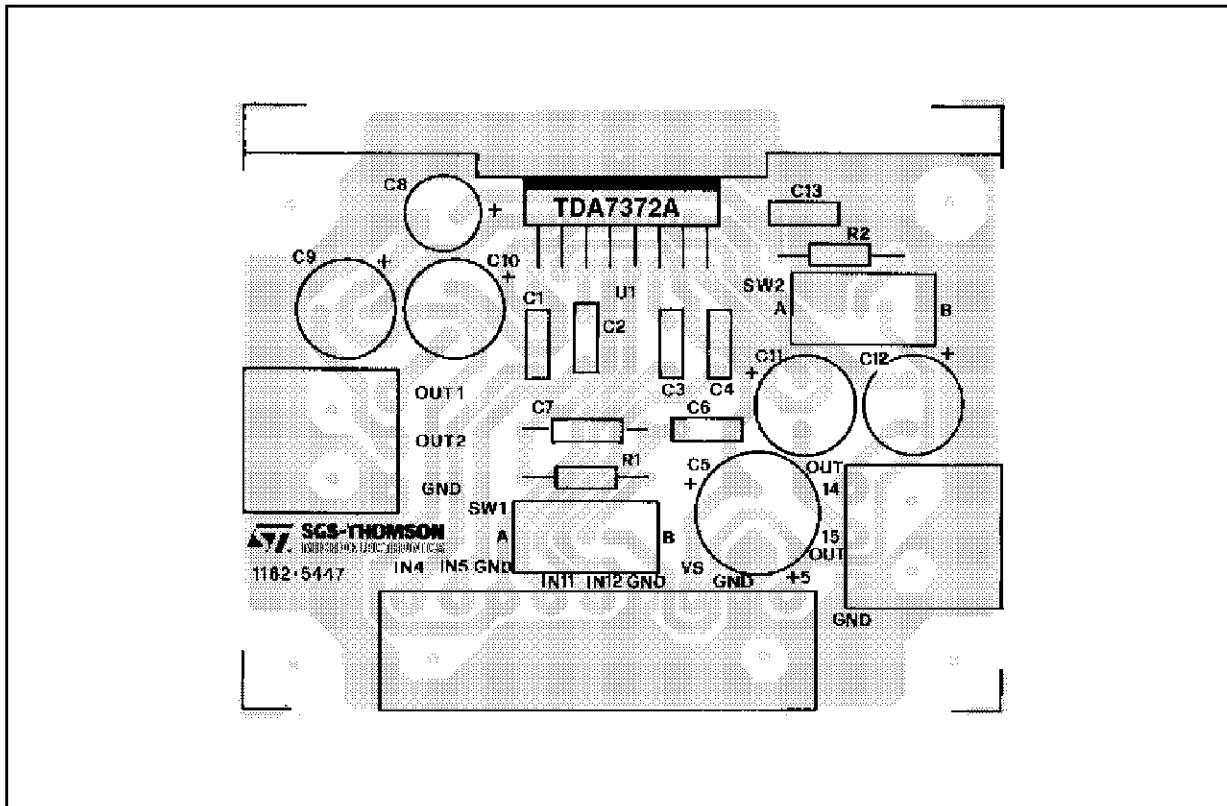 C8
TDA7372A
C13
R2
C9
C10
SW2
C1
U1
A
B
C2
C11
C12
OUT1
C3
C4
C7
C6
OUT2
R1
C5
OUT
GND
14
SW1
SGS-THOMSON
MICROELECTRONICS
A
B
15
OUT
1182·5447
IN4
IN5
GND
IN11
IN12
GND
VS
GND
+5
GND
+
+
+
+
+
+